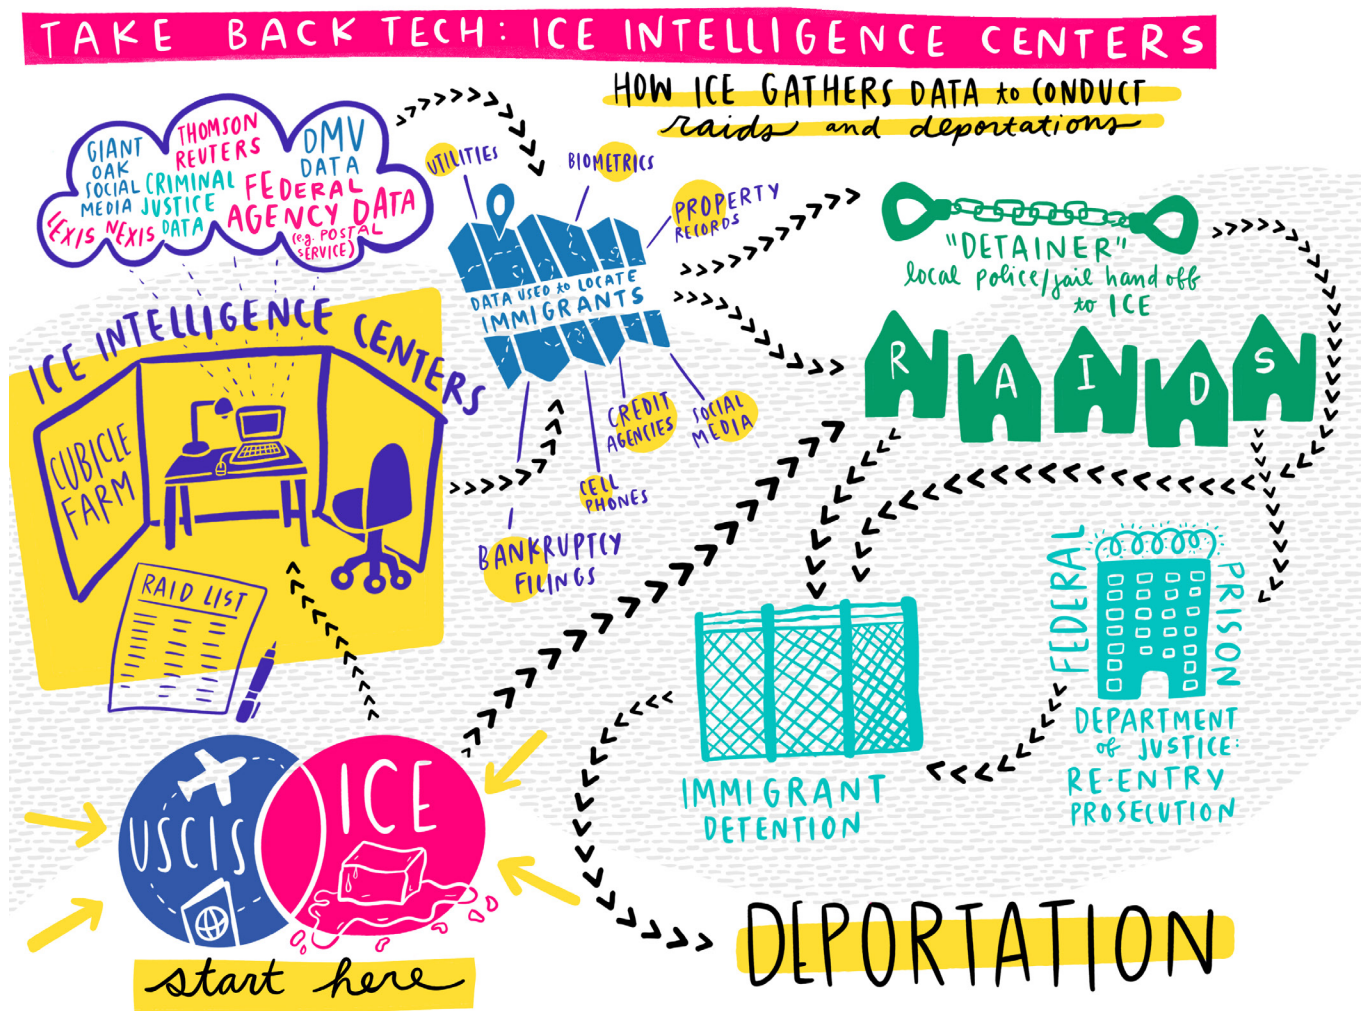 TAKE BACK TECH: ICE INTELLIGENCE CENTERS
HOW ICE GATHERS DATA to CONDUCT
raids and deportations
GIANT
OAK
SOCIAL
MEDIA
THOMSON
REUTERS
DMV
DATA
CRIMINAL
JUSTICE
DATA
FEDERAL
AGENCY DATA
(e.g. POSTAL
SERVICE)
LEXIS NEXIS
ICE INTELLIGENCE CENTERS
CUBICLE
FARM
RAID LIST
UTILITIES
BIOMETRICS
PROPERTY
RECORDS
DATA USED to LOCATE
IMMIGRANTS
CREDIT
AGENCIES
SOCIAL
MEDIA
CELL
PHONES
BANKRUPTCY
FILINGS
"DETAINER"
local police/jail hand off
to ICE
RAIDS
FEDERAL PRISON
DEPARTMENT
of JUSTICE:
RE-ENTRY
PROSECUTION
IMMIGRANT
DETENTION
USCIS
ICE
start here
DEPORTATION